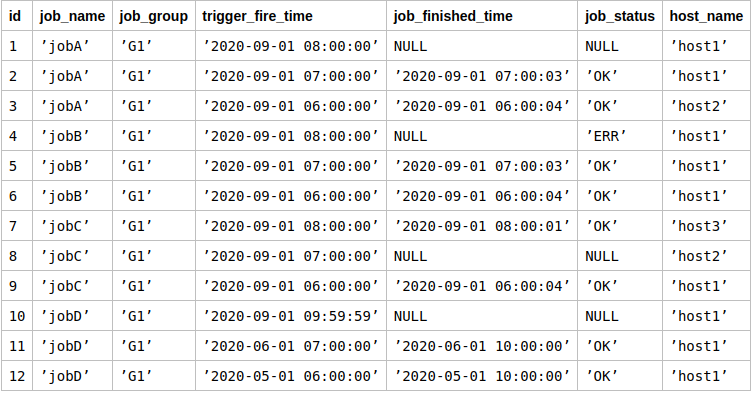 id job_name job_group trigger_fire_time job_finished_time job_status host_name
1 ’jobA’ ’G1’ ’2020-09-01 08:00:00’ NULL NULL ’host1’
2 ’jobA’ ’G1’ ’2020-09-01 07:00:00’ ’2020-09-01 07:00:03’ ’OK’ ’host1’
3 ’jobA’ ’G1’ ’2020-09-01 06:00:00’ ’2020-09-01 06:00:04’ ’OK’ ’host2’
4 ’jobB’ ’G1’ ’2020-09-01 08:00:00’ NULL ’ERR’ ’host1’
5 ’jobB’ ’G1’ ’2020-09-01 07:00:00’ ’2020-09-01 07:00:03’ ’OK’ ’host1’
6 ’jobB’ ’G1’ ’2020-09-01 06:00:00’ ’2020-09-01 06:00:04’ ’OK’ ’host1’
7 ’jobC’ ’G1’ ’2020-09-01 08:00:00’ ’2020-09-01 08:00:01’ ’OK’ ’host3’
8 ’jobC’ ’G1’ ’2020-09-01 07:00:00’ NULL NULL ’host2’
9 ’jobC’ ’G1’ ’2020-09-01 06:00:00’ ’2020-09-01 06:00:04’ ’OK’ ’host1’
10 ’jobD’ ’G1’ ’2020-09-01 09:59:59’ NULL NULL ’host1’
11 ’jobD’ ’G1’ ’2020-06-01 07:00:00’ ’2020-06-01 10:00:00’ ’OK’ ’host1’
12 ’jobD’ ’G1’ ’2020-05-01 06:00:00’ ’2020-05-01 10:00:00’ ’OK’ ’host1’